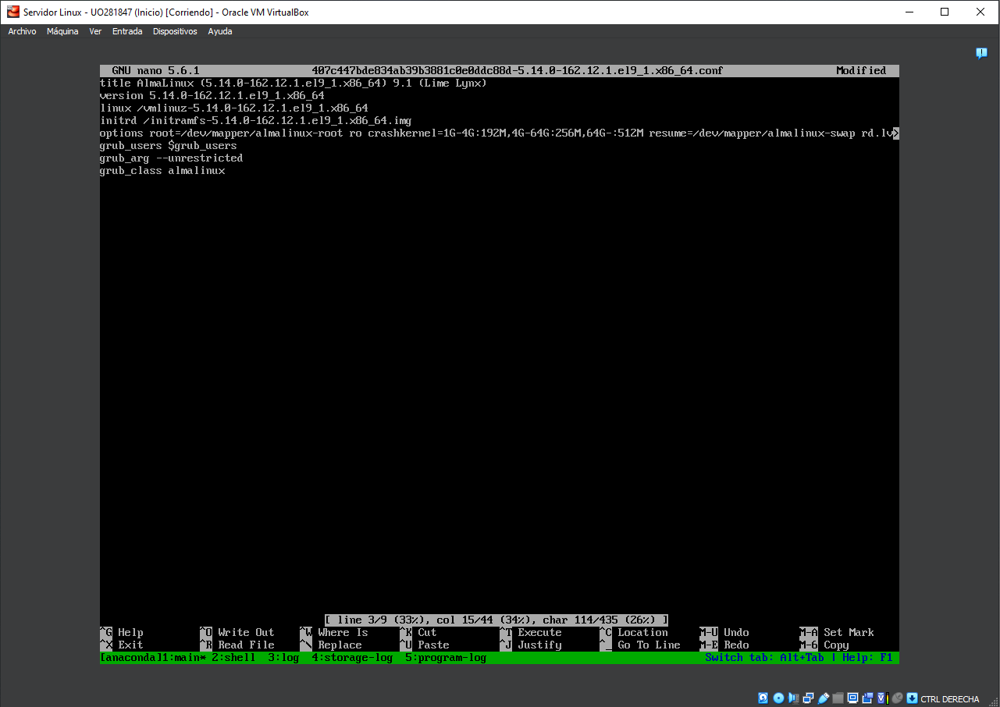 Servidor Linux - UO281847 (Inicio) [Corriendo] - Oracle VM VirtualBox
Archivo Máquina Ver Entrada Dispositivos Ayuda
GNU nano 5.6.1 407c447bde834ab39b3881c0e0ddc88d-5.14.0-162.12.1.el9_1.x86_64.conf Modified
title AlmaLinux (5.14.0-162.12.1.el9_1.x86_64) 9.1 (Lime Lynx)
version 5.14.0-162.12.1.el9_1.x86_64
linux /vmlinuz-5.14.0-162.12.1.el9_1.x86_64
initrd /initramfs-5.14.0-162.12.1.el9_1.x86_64.img
options root=/dev/mapper/almalinux-root ro crashkernel=1G-4G:192M,4G-64G:256M,64G-:512M resume=/dev/mapper/almalinux-swap rd.lv>
grub_users $grub_users
grub_arg --unrestricted
grub_class almalinux
[ line 3/9 (33%), col 15/44 (34%), char 114/435 (26%) ]
^G Help ^O Write Out ^W Where Is ^K Cut ^T Execute ^C Location M-U Undo M-A Set Mark
^X Exit ^R Read File ^\ Replace ^U Paste ^J Justify ^_ Go To Line M-E Redo M-6 Copy
[anaconda]1:main* 2:shell 3:log 4:storage-log 5:program-log Switch tab: Alt+Tab | Help: F1
CTRL DERECHA